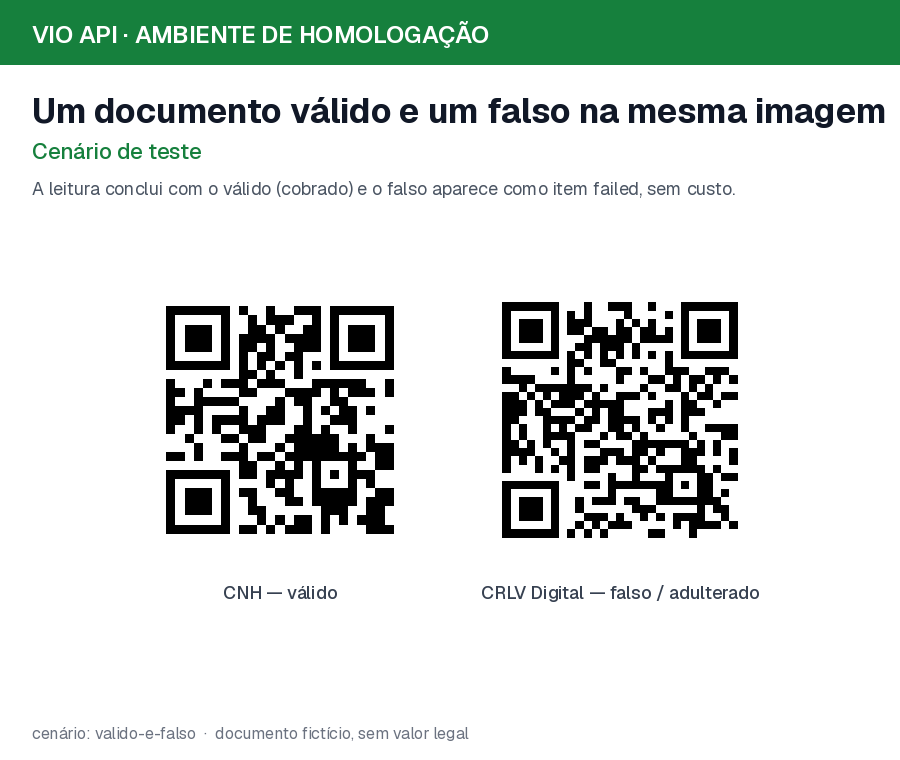 VIO API · AMBIENTE DE HOMOLOGAÇÃO
Um documento válido e um falso na mesma imagem
Cenário de teste
A leitura conclui com o válido (cobrado) e o falso aparece como item failed, sem custo.
CNH — válido
CRLV Digital — falso / adulterado
cenário: valido-e-falso · documento fictício, sem valor legal